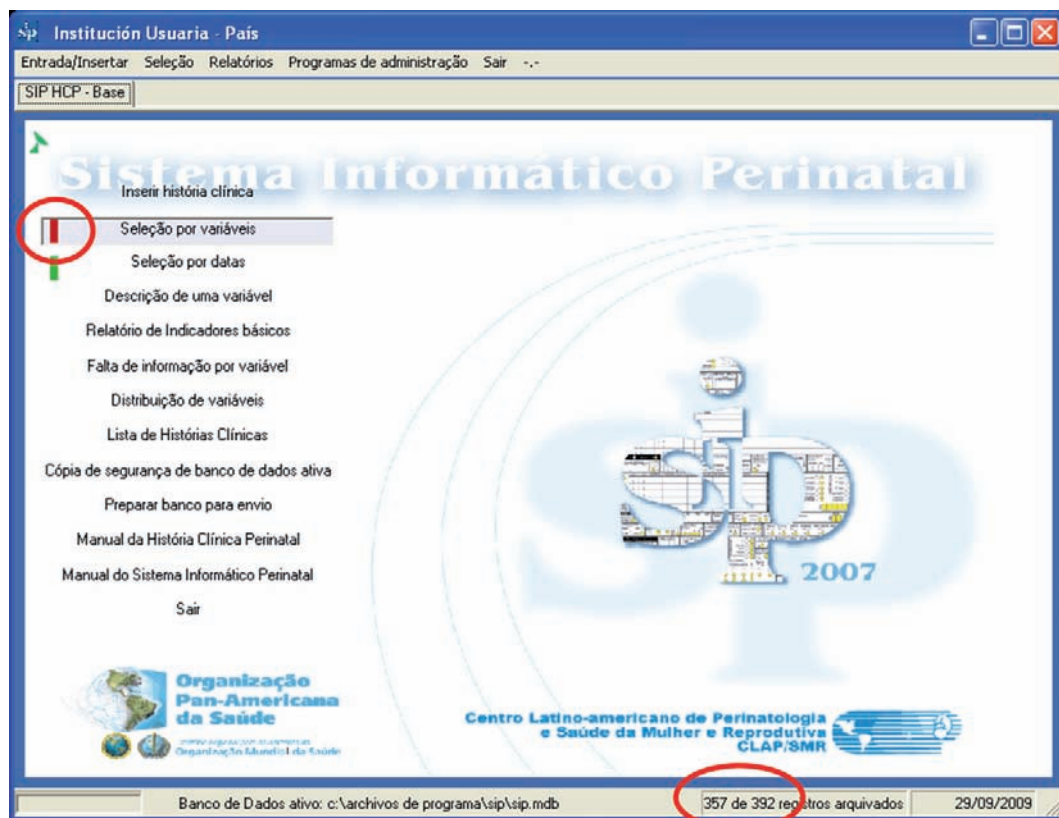 sip Institución Usuaria - País
Entrada/Insertar Seleção Relatórios Programas de administração Sair -.-
SIP HCP - Base
Sistema Informático Perinatal
Inserir história clínica
Seleção por variáveis
Seleção por datas
Descrição de uma variável
Relatório de Indicadores básicos
Falta de informação por variável
Distribuição de variáveis
Lista de Histórias Clínicas
Cópia de segurança de banco de dados ativa
Preparar banco para envio
Manual da História Clínica Perinatal
Manual do Sistema Informático Perinatal
Sair
sip
2007
Organização
Pan-Americana
da Saúde
Organização Mundial da Saúde
Centro Latino-americano de Perinatologia
e Saúde da Mulher e Reprodutiva
CLAP/SMR
Banco de Dados ativo: c:\archivos de programa\sip\sip.mdb
357 de 392 registros arquivados
29/09/2009